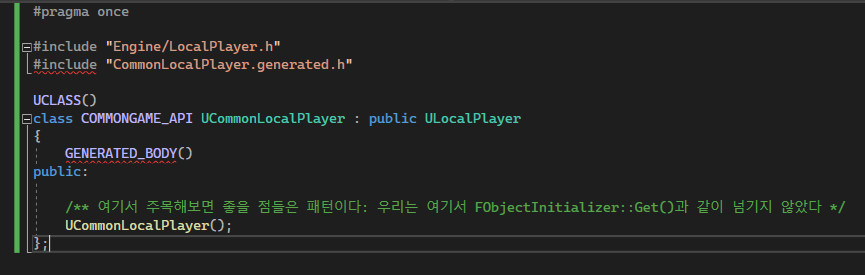 #pragma once
#include "Engine/LocalPlayer.h"
#include "CommonLocalPlayer.generated.h"
UCLASS()
class COMMONGAME_API UCommonLocalPlayer : public ULocalPlayer
{
GENERATED_BODY()
public:
/** 여기서 주목해보면 좋을 점들은 패턴이다: 우리는 여기서 FObjectInitializer::Get()과 같이 넘기지 않았다 */
UCommonLocalPlayer();
};